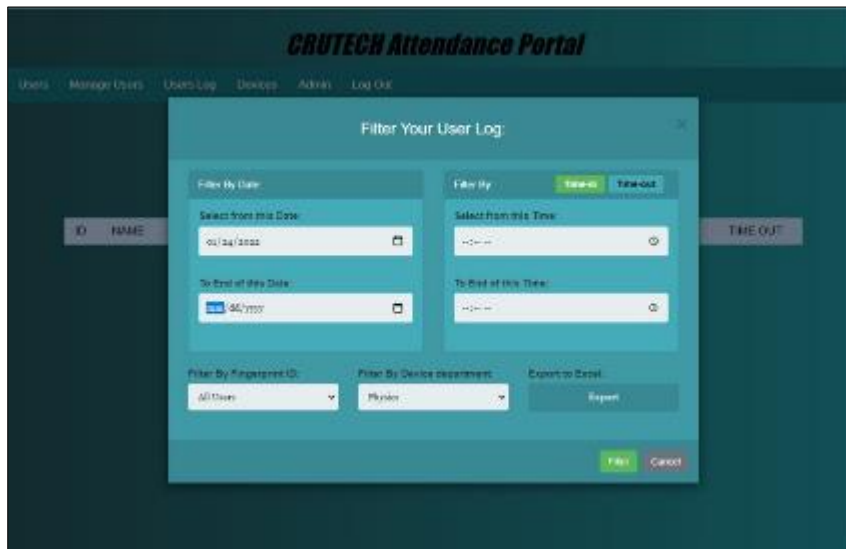 CRUTECH Attendance Portal
Users Manage Users Users Log Devices Admin Log Out
Filter Your User Log:
Filter By Date: Filter By Time-in Time-out
Select from this Date: Select from this Time:
01/24/2022 --:-- --
To End of this Date: To End of this Time:
mm/dd/yyyy --:-- --
ID NAME TIME OUT
Filter By Fingerprint ID: Filter By Device department: Export to Excel:
All Users Physics Export
Filter Cancel